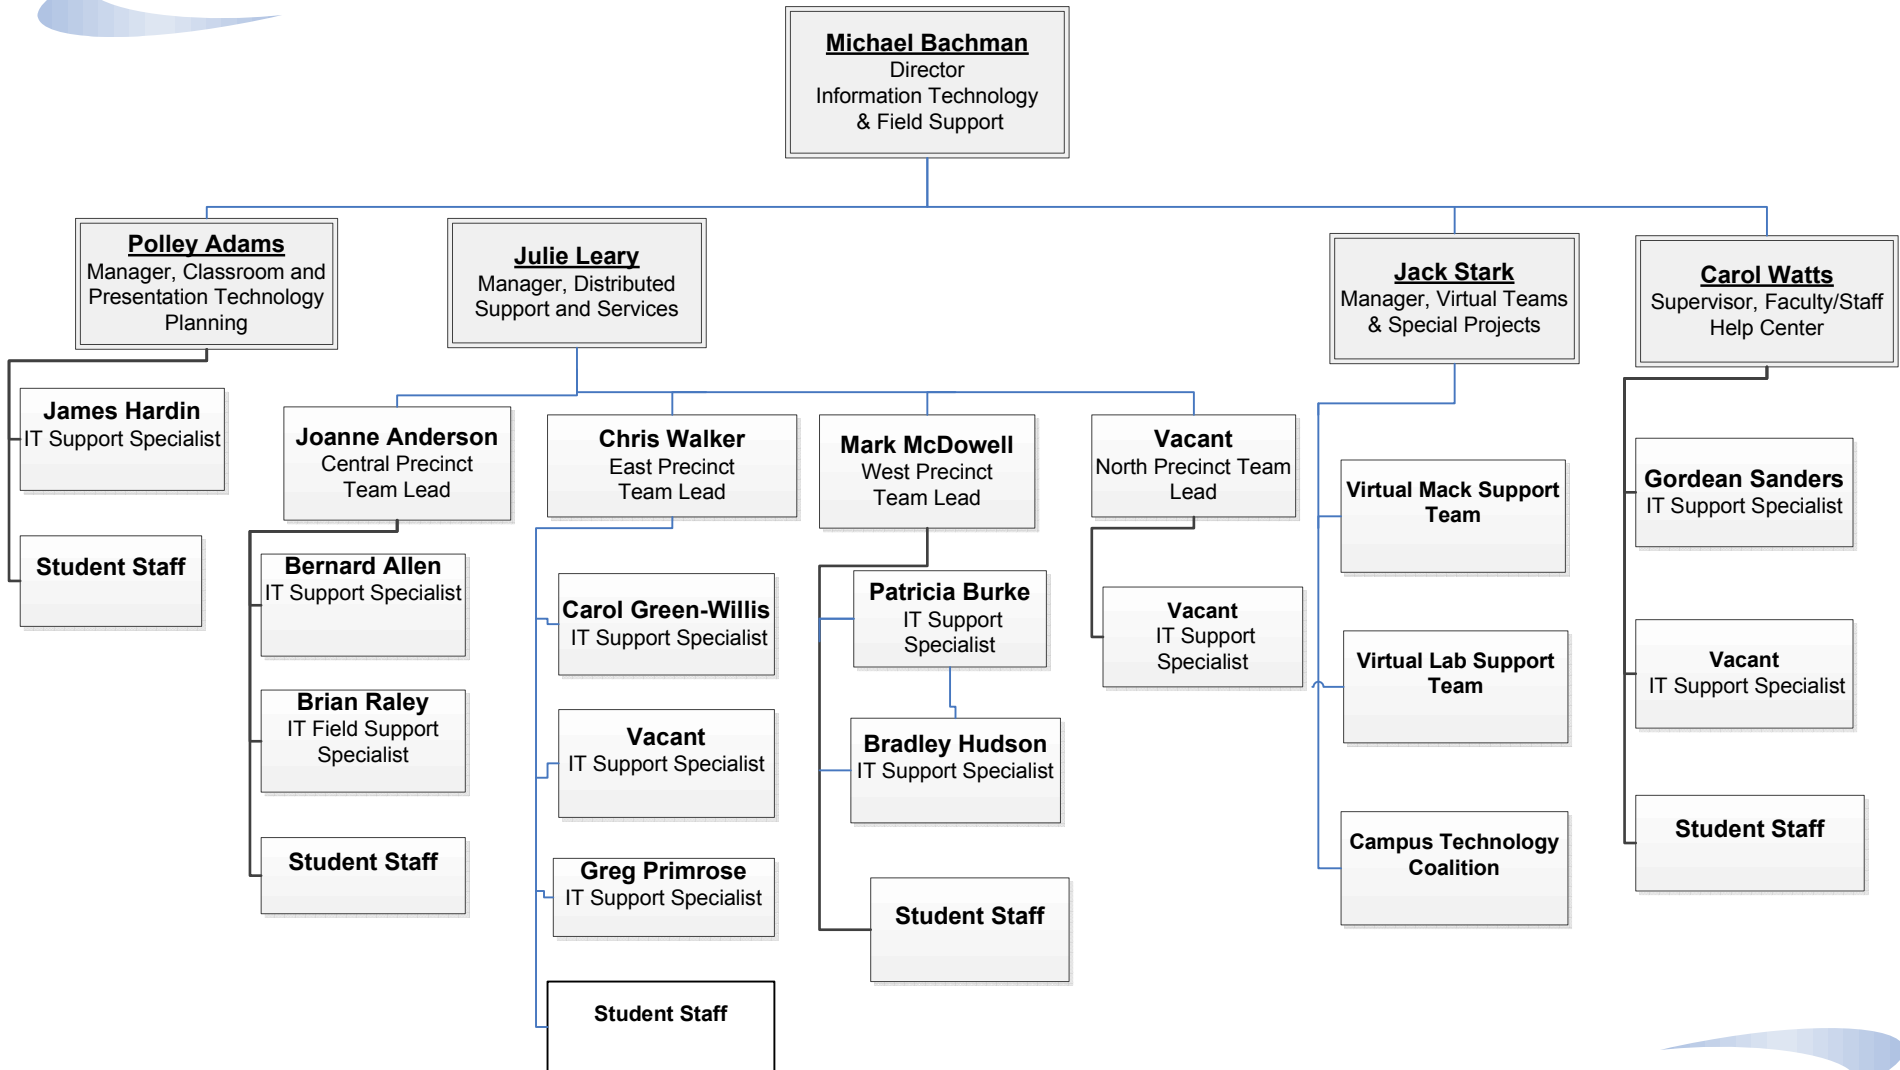 Michael Bachman
Director
Information Technology
& Field Support
Polley Adams
Manager, Classroom and
Presentation Technology
Planning
Julie Leary
Manager, Distributed
Support and Services
Jack Stark
Manager, Virtual Teams
& Special Projects
Carol Watts
Supervisor, Faculty/Staff
Help Center
James Hardin
IT Support Specialist
Student Staff
Joanne Anderson
Central Precinct
Team Lead
Bernard Allen
IT Support Specialist
Brian Raley
IT Field Support
Specialist
Student Staff
Chris Walker
East Precinct
Team Lead
Carol Green-Willis
IT Support Specialist
Vacant
IT Support Specialist
Greg Primrose
IT Support Specialist
Student Staff
Mark McDowell
West Precinct
Team Lead
Patricia Burke
IT Support
Specialist
Bradley Hudson
IT Support Specialist
Student Staff
Vacant
North Precinct Team
Lead
Vacant
IT Support
Specialist
Virtual Mack Support
Team
Virtual Lab Support
Team
Campus Technology
Coalition
Gordean Sanders
IT Support Specialist
Vacant
IT Support Specialist
Student Staff